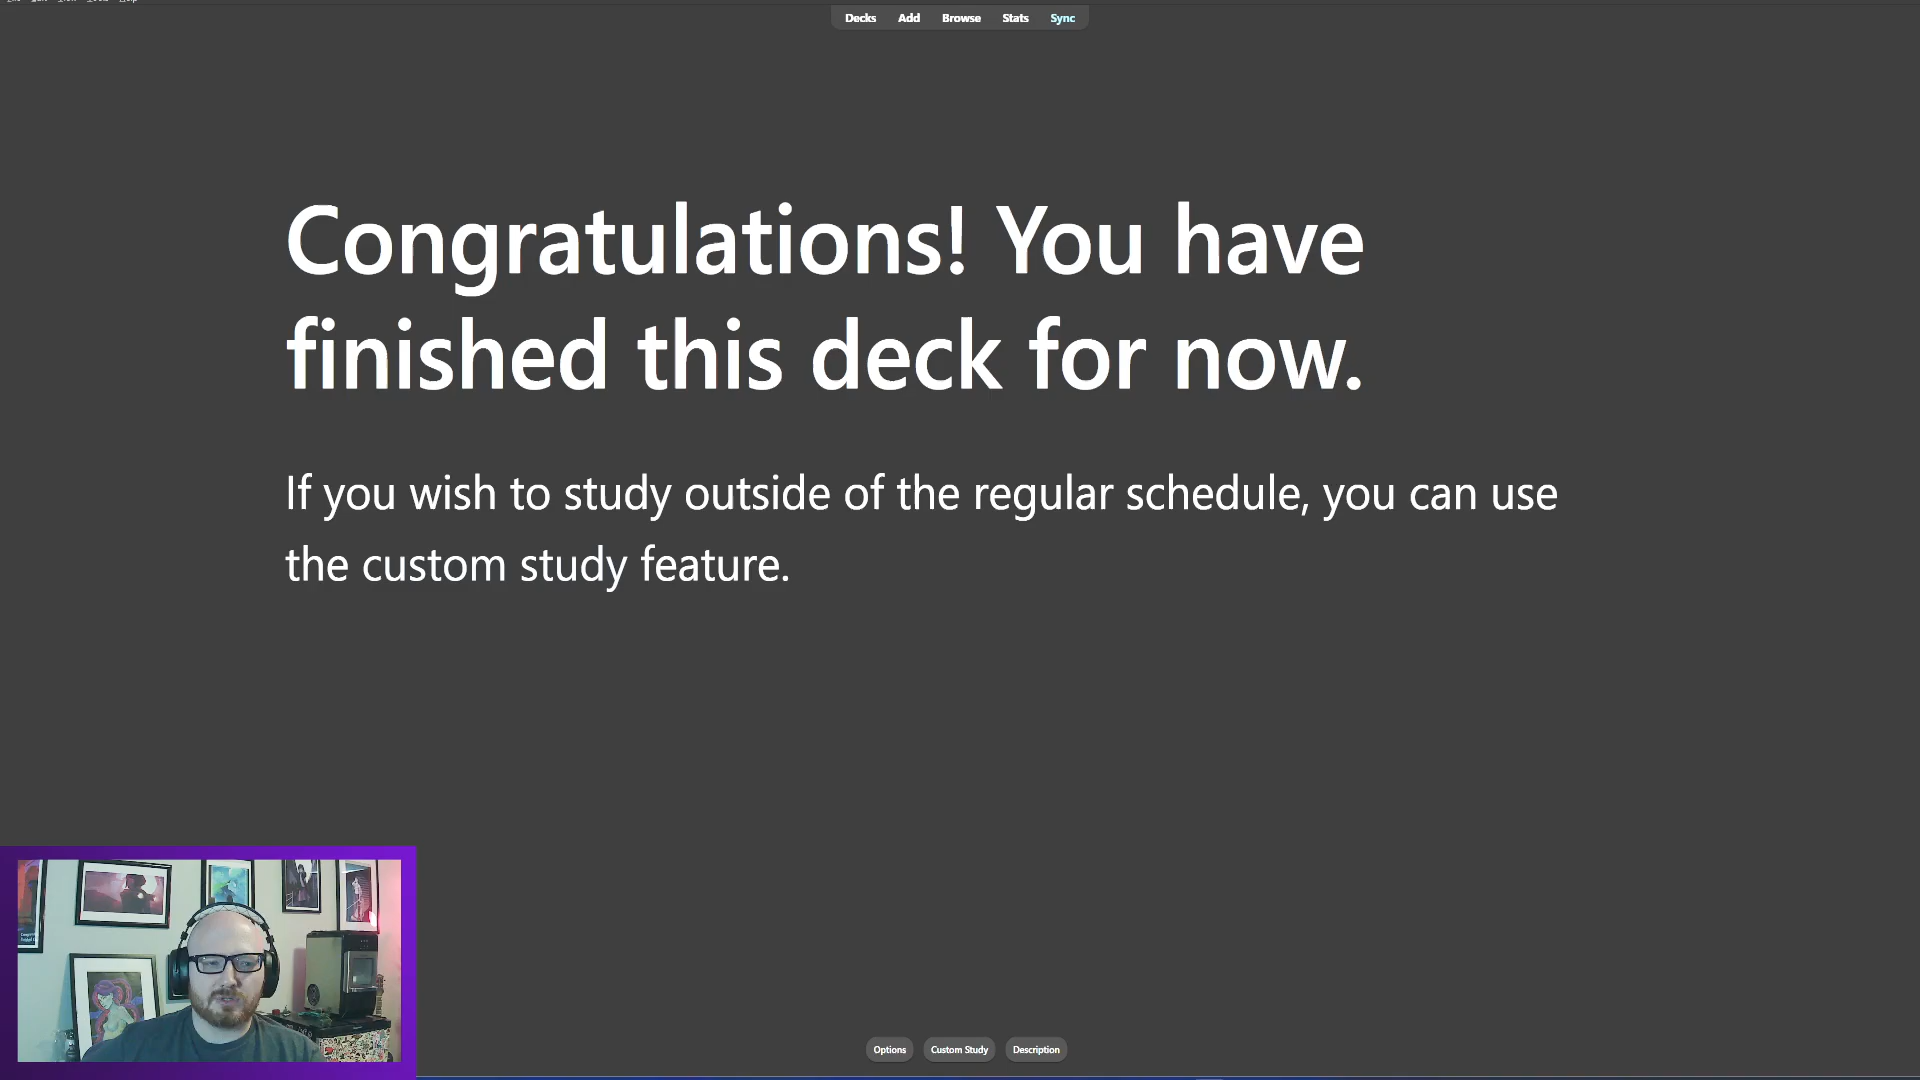 Decks Add Browse Stats Sync
Congratulations! You have
finished this deck for now.
If you wish to study outside of the regular schedule, you can use
the custom study feature.
Options Custom Study Description